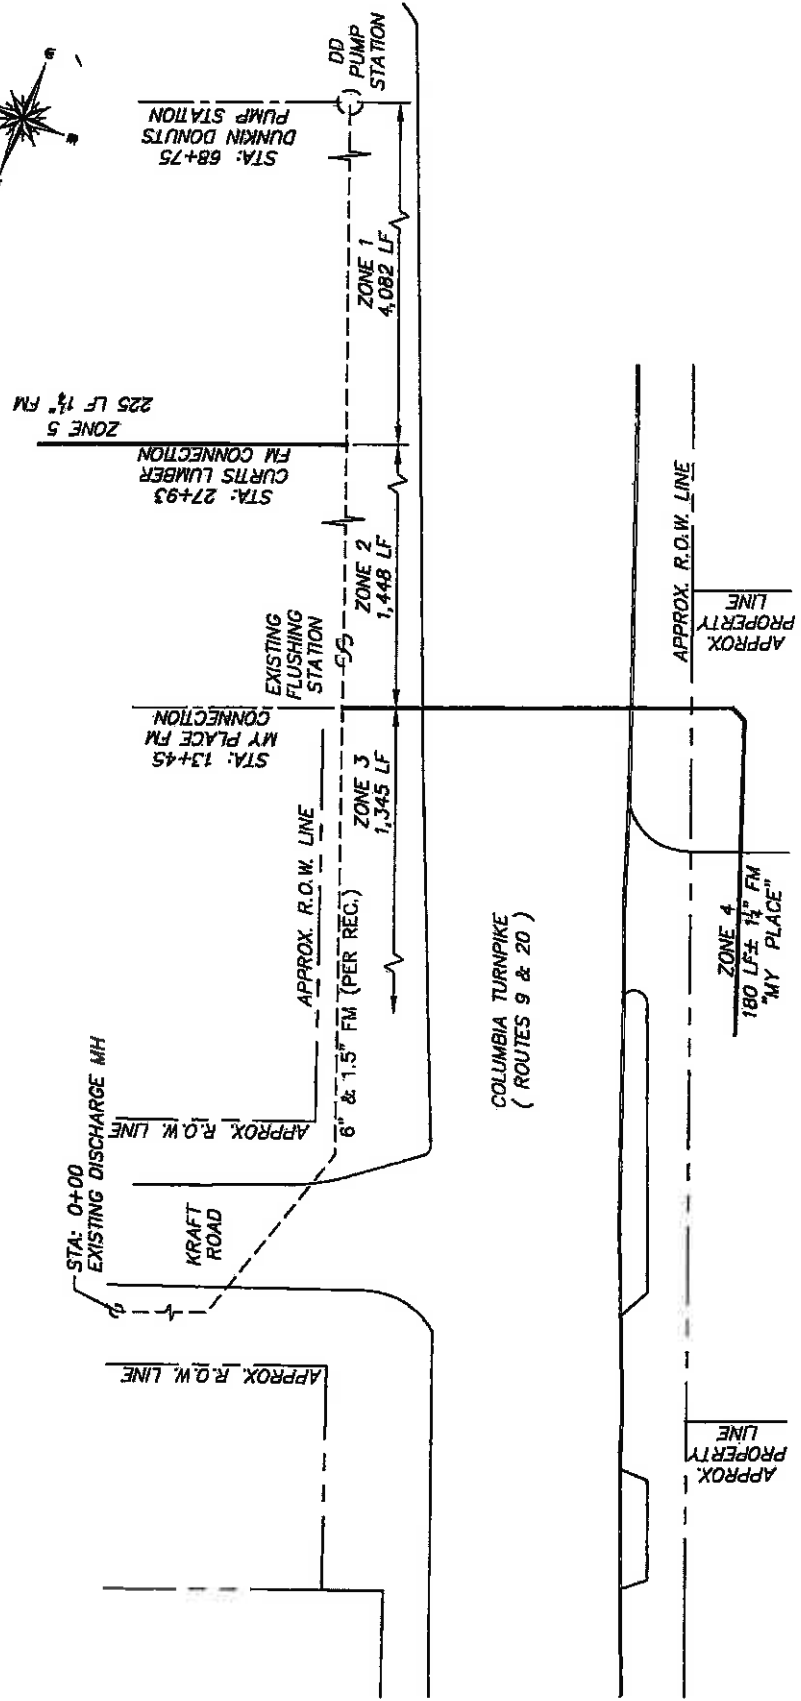 DD
PUMP
STATION
STA: 68+75
DUNKIN DONUTS
PUMP STATION
ZONE 1
4,082 LF
ZONE 5
225 LF 1¼" FM
STA: 27+93
CURTIS LUMBER
FM CONNECTION
ZONE 2
1,448 LF
EXISTING
FLUSHING
STATION
STA: 13+45
MY PLACE FM
CONNECTION
ZONE 3
1,345 LF
APPROX. R.O.W. LINE
6" & 1.5" FM (PER REC.)
APPROX. R.O.W. LINE
STA: 0+00
EXISTING DISCHARGE MH
KRAFT
ROAD
APPROX. R.O.W. LINE
COLUMBIA TURNPIKE
( ROUTES 9 & 20 )
APPROX. R.O.W. LINE
APPROX.
PROPERTY
LINE
ZONE 4
180 LF± 1¼" FM
"MY PLACE"
APPROX.
PROPERTY
LINE